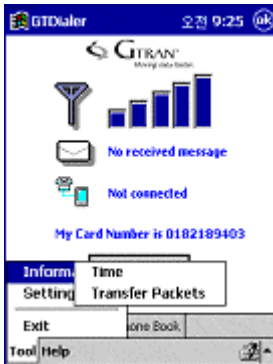 GTDialer 오전 9:25 ok
GTRAN
Moving data faster.
No received message
Not connected
My Card Number is 0182189403
Informa
Time
Setting
Transfer Packets
Exit
one Book
Tool Help